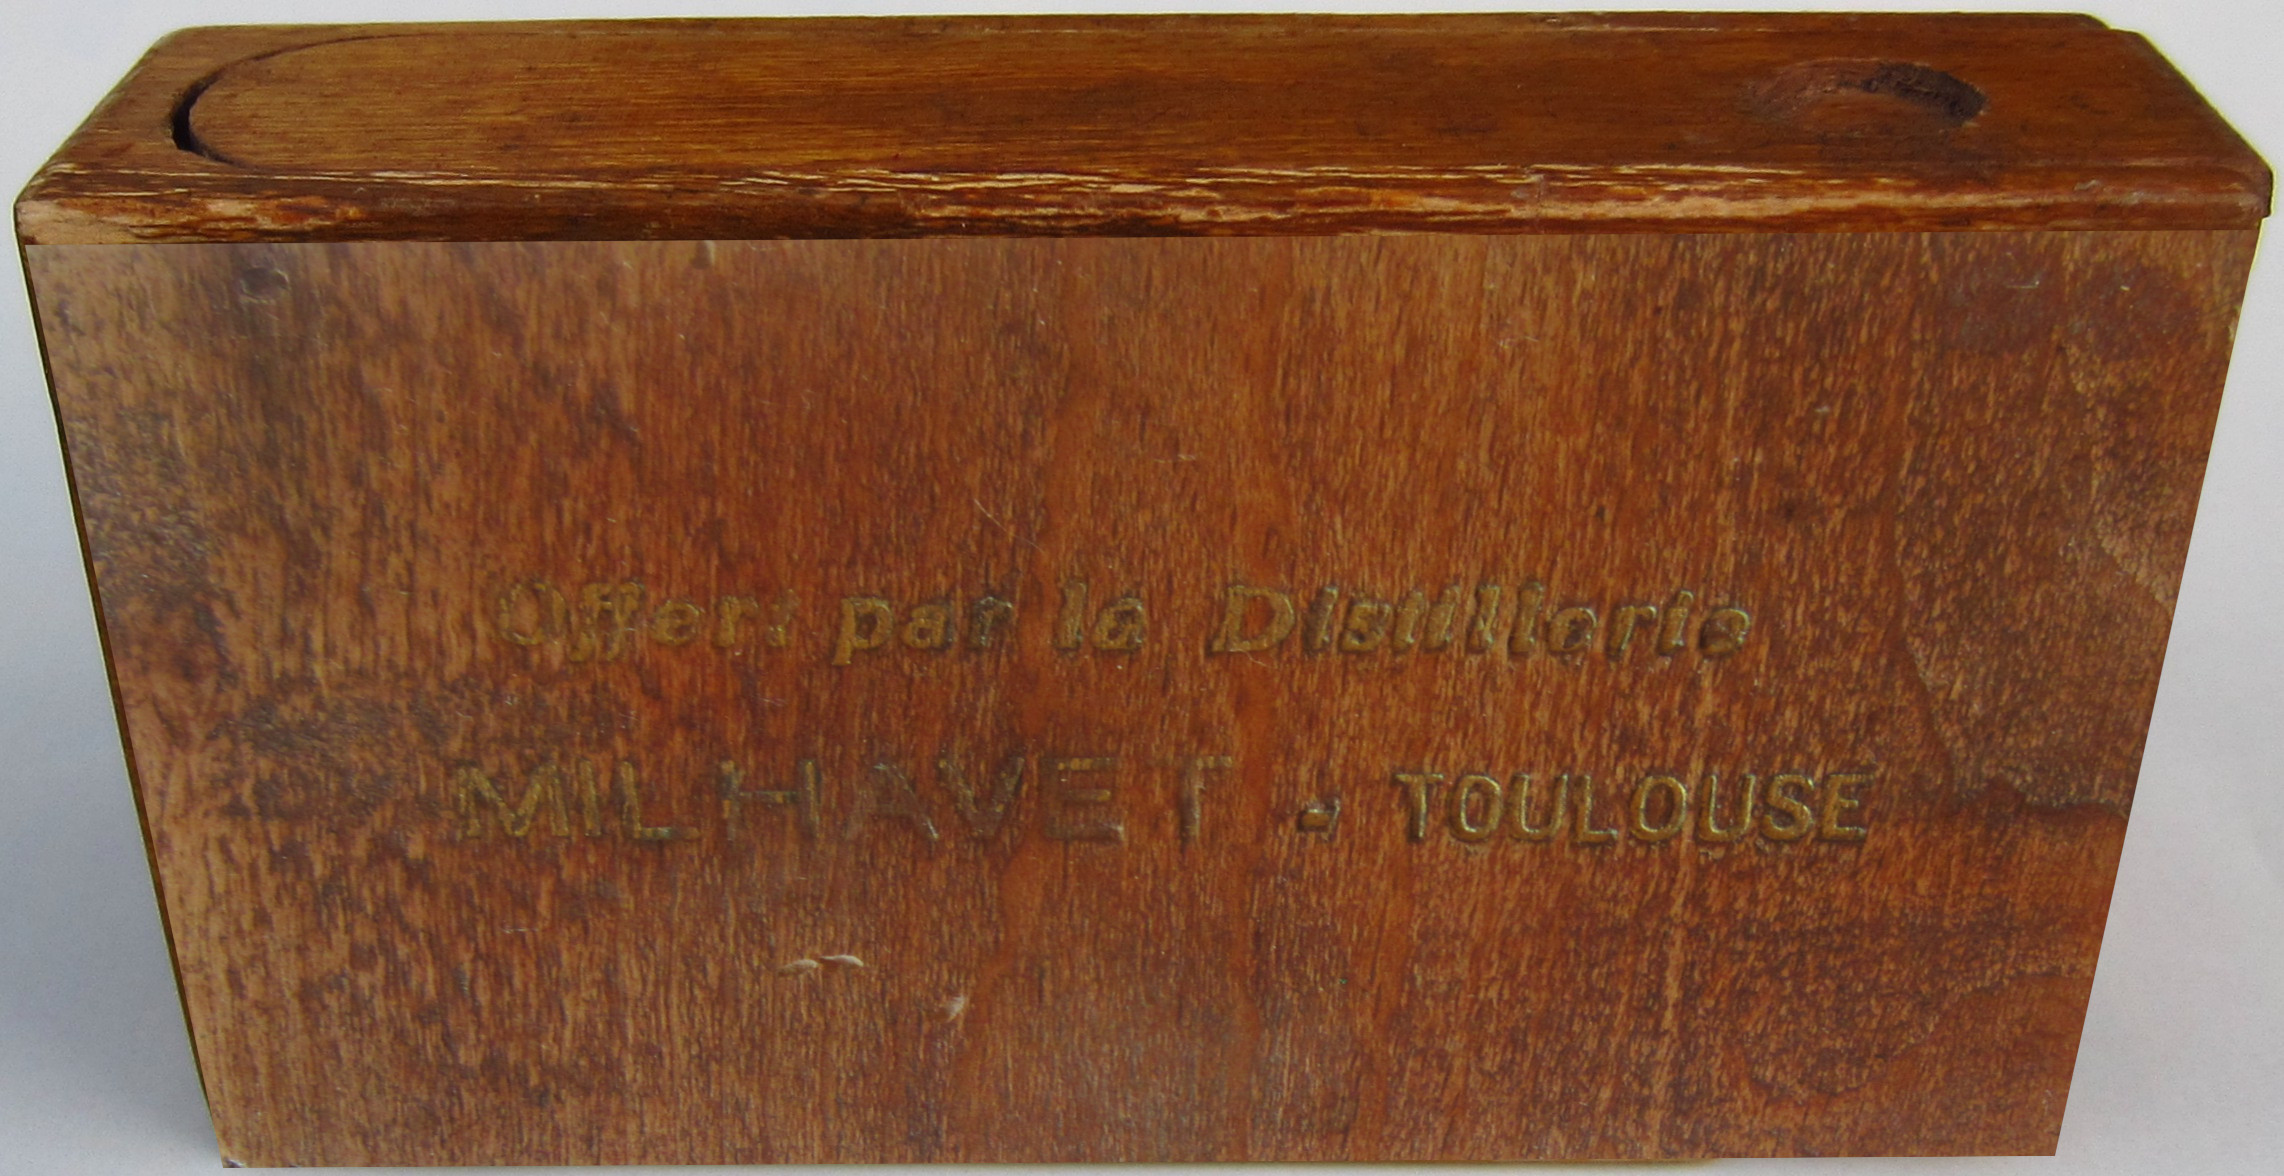 Offert par la Distillerie
MILHAVET - TOULOUSE